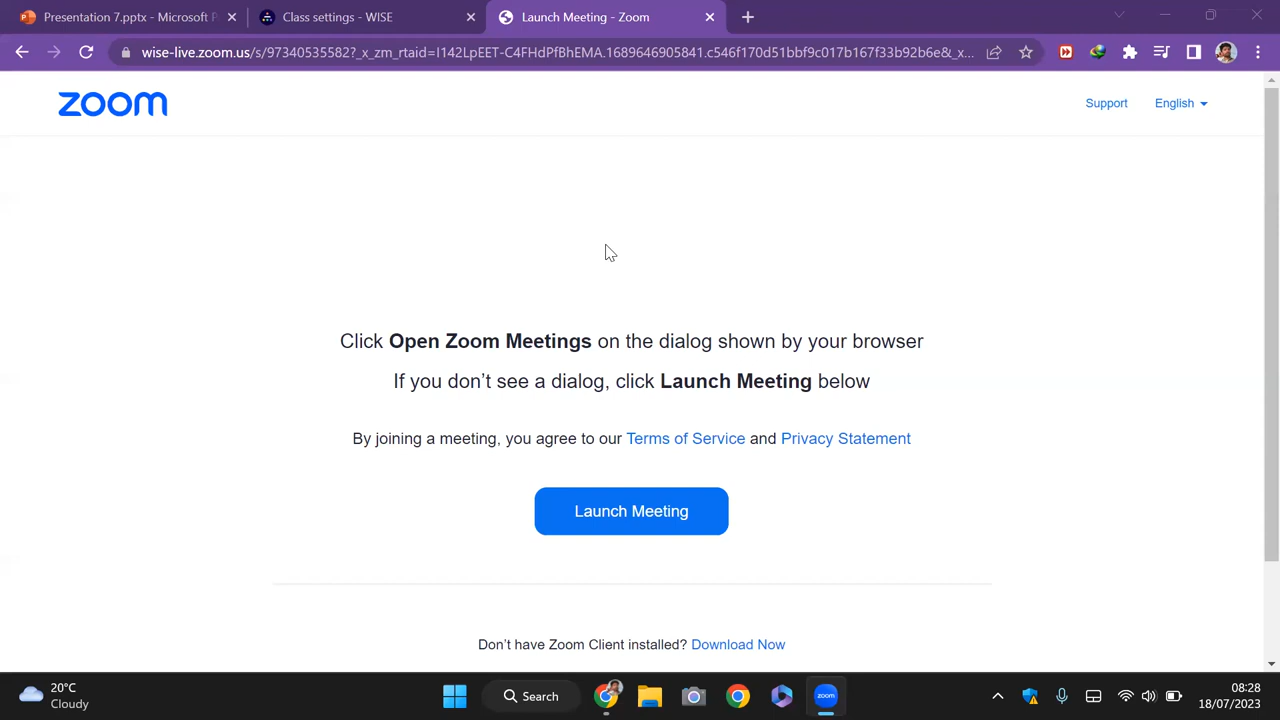 Presentation 7.pptx - Microsoft P
Class settings - WISE
Launch Meeting - Zoom
wise-live.zoom.us/s/97340535582?_x_zm_rtaid=I142LpEET-C4FHdPfBhEMA.1689646905841.c546f170d51bbf9c017b167f33b92b6e&_x...
zoom
Support
English
Click Open Zoom Meetings on the dialog shown by your browser
If you don’t see a dialog, click Launch Meeting below
By joining a meeting, you agree to our Terms of Service and Privacy Statement
Launch Meeting
Don’t have Zoom Client installed? Download Now
20°C
Cloudy
Search
zoom
08:28
18/07/2023